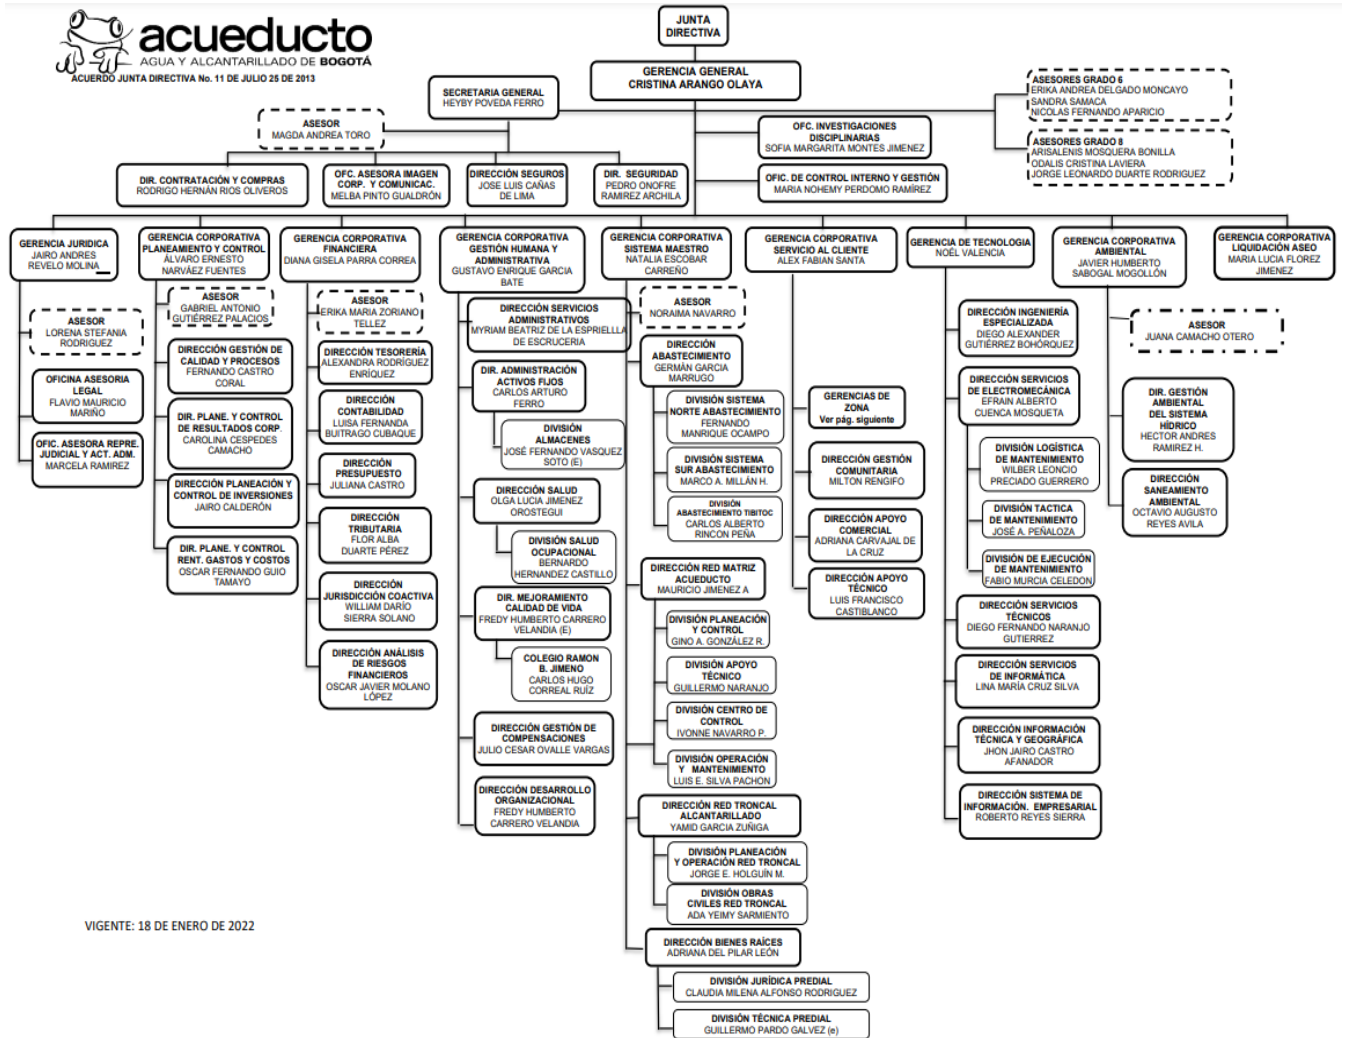 acueducto
AGUA Y ALCANTARILLADO DE BOGOTÁ
ACUERDO JUNTA DIRECTIVA No. 11 DE JULIO 25 DE 2013
JUNTA
DIRECTIVA
GERENCIA GENERAL
CRISTINA ARANGO OLAYA
SECRETARIA GENERAL
HEYBY POVEDA FERRO
ASESORES GRADO 6
ERIKA ANDREA DELGADO MONCAYO
SANDRA SAMACA
NICOLAS FERNANDO APARICIO
ASESOR
MAGDA ANDREA TORO
OFC. INVESTIGACIONES
DISCIPLINARIAS
SOFIA MARGARITA MONTES JIMENEZ
ASESORES GRADO 8
ARISALENIS MOSQUERA BONILLA
ODALIS CRISTINA LAVIERA
JORGE LEONARDO DUARTE RODRIGUEZ
DIR. CONTRATACIÓN Y COMPRAS
RODRIGO HERNÁN RIOS OLIVEROS
OFC. ASESORA IMAGEN
CORP. Y COMUNICAC.
MELBA PINTO GUALDRÓN
DIRECCIÓN SEGUROS
JOSE LUIS CAÑAS
DE LIMA
DIR. SEGURIDAD
PEDRO ONOFRE
RAMIREZ ARCHILA
OFIC. DE CONTROL INTERNO Y GESTIÓN
MARIA NOHEMY PERDOMO RAMÍREZ
GERENCIA JURIDICA
JAIRO ANDRES
REVELO MOLINA
ASESOR
LORENA STEFANIA
RODRIGUEZ
OFICINA ASESORIA
LEGAL
FLAVIO MAURICIO
MARIÑO
OFIC. ASESORA REPRE.
JUDICIAL Y ACT. ADM.
MARCELA RAMIREZ
GERENCIA CORPORATIVA
PLANEAMIENTO Y CONTROL
ÁLVARO ERNESTO
NARVÁEZ FUENTES
ASESOR
GABRIEL ANTONIO
GUTIÉRREZ PALACIOS
DIRECCIÓN GESTIÓN DE
CALIDAD Y PROCESOS
FERNANDO CASTRO
CORAL
DIR. PLANE. Y CONTROL
DE RESULTADOS CORP.
CAROLINA CESPEDES
CAMACHO
DIRECCIÓN PLANEACIÓN Y
CONTROL DE INVERSIONES
JAIRO CALDERÓN
DIR. PLANE. Y CONTROL
RENT. GASTOS Y COSTOS
OSCAR FERNANDO GUIO
TAMAYO
GERENCIA CORPORATIVA
FINANCIERA
DIANA GISELA PARRA CORREA
ASESOR
ERIKA MARIA ZORIANO
TELLEZ
DIRECCIÓN TESORERÍA
ALEXANDRA RODRÍGUEZ
ENRÍQUEZ
DIRECCIÓN
CONTABILIDAD
LUISA FERNANDA
BUITRAGO CUBAQUE
DIRECCIÓN
PRESUPUESTO
JULIANA CASTRO
DIRECCIÓN
TRIBUTARIA
FLOR ALBA
DUARTE PÉREZ
DIRECCIÓN
JURISDICCIÓN COACTIVA
WILLIAM DARÍO
SIERRA SOLANO
DIRECCIÓN ANÁLISIS
DE RIESGOS
FINANCIEROS
OSCAR JAVIER MOLANO
LÓPEZ
GERENCIA CORPORATIVA
GESTIÓN HUMANA Y
ADMINISTRATIVA
GUSTAVO ENRIQUE GARCIA
BATE
DIRECCIÓN SERVICIOS
ADMINISTRATIVOS
MYRIAM BEATRIZ DE LA ESPRIELLLA
DE ESCRUCERIA
DIR. ADMINISTRACIÓN
ACTIVOS FIJOS
CARLOS ARTURO
FERRO
DIVISIÓN
ALMACENES
JOSÉ FERNANDO VASQUEZ
SOTO (E)
DIRECCIÓN SALUD
OLGA LUCIA JIMENEZ
OROSTEGUI
DIVISIÓN SALUD
OCUPACIONAL
BERNARDO
HERNANDEZ CASTILLO
DIR. MEJORAMIENTO
CALIDAD DE VIDA
FREDY HUMBERTO CARRERO
VELANDIA (E)
COLEGIO RAMON
B. JIMENO
CARLOS HUGO
CORREAL RUÍZ
DIRECCIÓN GESTIÓN DE
COMPENSACIONES
JULIO CESAR OVALLE VARGAS
DIRECCIÓN DESARROLLO
ORGANIZACIONAL
FREDY HUMBERTO
CARRERO VELANDIA
GERENCIA CORPORATIVA
SISTEMA MAESTRO
NATALIA ESCOBAR
CARREÑO
ASESOR
NORAIMA NAVARRO
DIRECCIÓN
ABASTECIMIENTO
GERMÁN GARCIA
MARRUGO
DIVISIÓN SISTEMA
NORTE ABASTECIMIENTO
FERNANDO
MANRIQUE OCAMPO
DIVISIÓN SISTEMA
SUR ABASTECIMIENTO
MARCO A. MILLÁN H.
DIVISIÓN
ABASTECIMIENTO TIBITOC
CARLOS ALBERTO
RINCON PEÑA
DIRECCIÓN RED MATRIZ
ACUEDUCTO
MAURICIO JIMENEZ A
DIVISIÓN PLANEACIÓN
Y CONTROL
GINO A. GONZÁLEZ R.
DIVISIÓN APOYO
TÉCNICO
GUILLERMO NARANJO
DIVISIÓN CENTRO DE
CONTROL
IVONNE NAVARRO P.
DIVISIÓN OPERACIÓN
Y MANTENIMIENTO
LUIS E. SILVA PACHON
DIRECCIÓN RED TRONCAL
ALCANTARILLADO
YAMID GARCIA ZUÑIGA
DIVISIÓN PLANEACIÓN
Y OPERACIÓN RED TRONCAL
JORGE E. HOLGUÍN M.
DIVISIÓN OBRAS
CIVILES RED TRONCAL
ADA YEIMY SARMIENTO
DIRECCIÓN BIENES RAÍCES
ADRIANA DEL PILAR LEÓN
DIVISIÓN JURÍDICA PREDIAL
CLAUDIA MILENA ALFONSO RODRIGUEZ
DIVISIÓN TÉCNICA PREDIAL
GUILLERMO PARDO GALVEZ (e)
GERENCIA CORPORATIVA
SERVICIO AL CLIENTE
ALEX FABIAN SANTA
GERENCIAS DE
ZONA
Ver pág. siguiente
DIRECCIÓN GESTIÓN
COMUNITARIA
MILTON RENGIFO
DIRECCIÓN APOYO
COMERCIAL
ADRIANA CARVAJAL DE
LA CRUZ
DIRECCIÓN APOYO
TÉCNICO
LUIS FRANCISCO
CASTIBLANCO
GERENCIA DE TECNOLOGIA
NOÉL VALENCIA
DIRECCIÓN INGENIERÍA
ESPECIALIZADA
DIEGO ALEXANDER
GUTIÉRREZ BOHÓRQUEZ
DIRECCIÓN SERVICIOS
DE ELECTROMECÁNICA
EFRAIN ALBERTO
CUENCA MOSQUETA
DIVISIÓN LOGÍSTICA
DE MANTENIMIENTO
WILBER LEONCIO
PRECIADO GUERRERO
DIVISIÓN TACTICA
DE MANTENIMIENTO
JOSÉ A. PEÑALOZA
DIVISIÓN DE EJECUCIÓN
DE MANTENIMIENTO
FABIO MURCIA CELEDON
DIRECCIÓN SERVICIOS
TÉCNICOS
DIEGO FERNANDO NARANJO
GUTIERREZ
DIRECCIÓN SERVICIOS
DE INFORMÁTICA
LINA MARÍA CRUZ SILVA
DIRECCIÓN INFORMACIÓN
TÉCNICA Y GEOGRÁFICA
JHON JAIRO CASTRO
AFANADOR
DIRECCIÓN SISTEMA DE
INFORMACIÓN. EMPRESARIAL
ROBERTO REYES SIERRA
GERENCIA CORPORATIVA
AMBIENTAL
JAVIER HUMBERTO
SABOGAL MOGOLLÓN
ASESOR
JUANA CAMACHO OTERO
DIR. GESTIÓN
AMBIENTAL
DEL SISTEMA
HÍDRICO
HECTOR ANDRES
RAMIREZ H.
DIRECCIÓN
SANEAMIENTO
AMBIENTAL
OCTAVIO AUGUSTO
REYES AVILA
GERENCIA CORPORATIVA
LIQUIDACIÓN ASEO
MARIA LUCIA FLOREZ
JIMENEZ
VIGENTE: 18 DE ENERO DE 2022